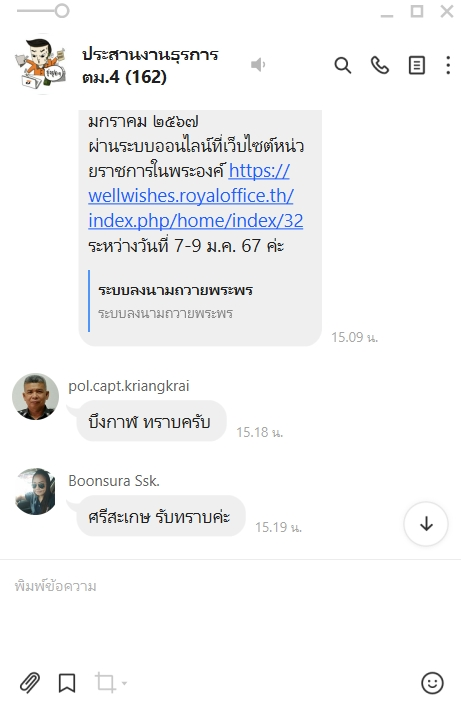 ประสานงานธุรการ
ตม.4 (162)
มกราคม ๒๕๖๗
ผ่านระบบออนไลน์ที่เว็บไซต์หน่ว
ยราชการในพระองค์ https://
wellwishes.royaloffice.th/
index.php/home/index/32
ระหว่างวันที่ 7-9 ม.ค. 67 ค่ะ
ระบบลงนามถวายพระพร
ระบบลงนามถวายพระพร
15.09 น.
pol.capt.kriangkrai
บึงกาฬ ทราบครับ
15.18 น.
Boonsura Ssk.
ศรีสะเกษ รับทราบค่ะ
15.19 น.
พิมพ์ข้อความ